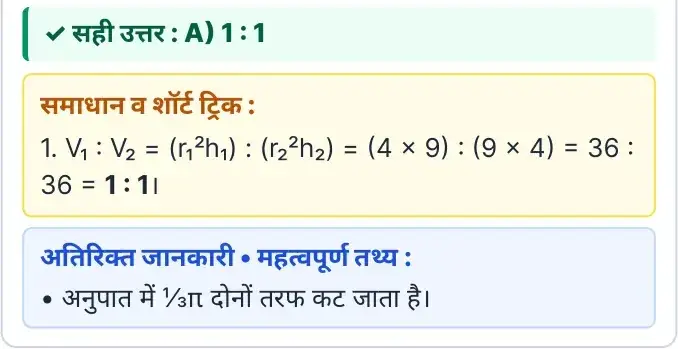 ✓ सही उत्तर : A) 1 : 1
समाधान व शॉर्ट ट्रिक :
1. V₁ : V₂ = (r₁²h₁) : (r₂²h₂) = (4 × 9) : (9 × 4) = 36 :
36 = 1 : 1।
अतिरिक्त जानकारी • महत्वपूर्ण तथ्य :
• अनुपात में ⅓π दोनों तरफ कट जाता है।